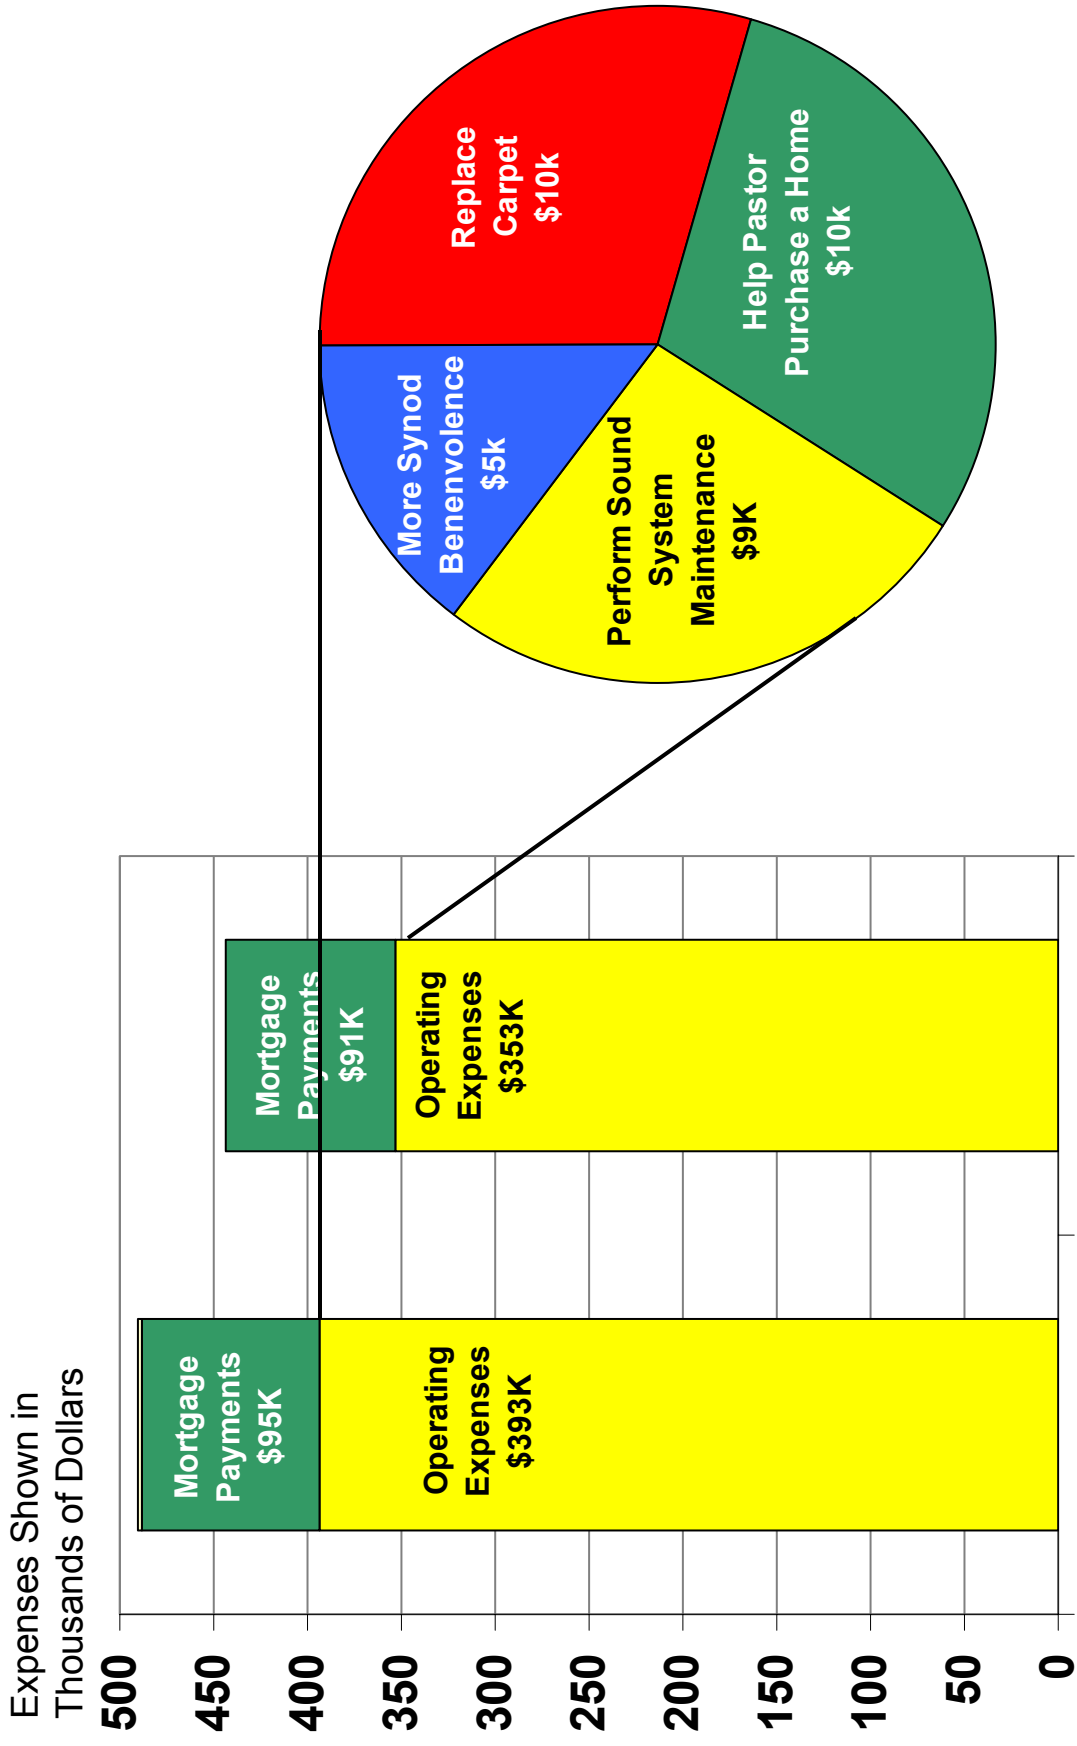 Expenses Shown in
Thousands of Dollars
500
450
400
350
300
250
200
150
100
50
0
Mortgage
Payments
$95K
Operating
Expenses
$393K
Mortgage
Payments
$91K
Operating
Expenses
$353K
More Synod
Benenvolence
$5k
Replace
Carpet
$10k
Perform Sound
System
Maintenance
$9K
Help Pastor
Purchase a Home
$10k